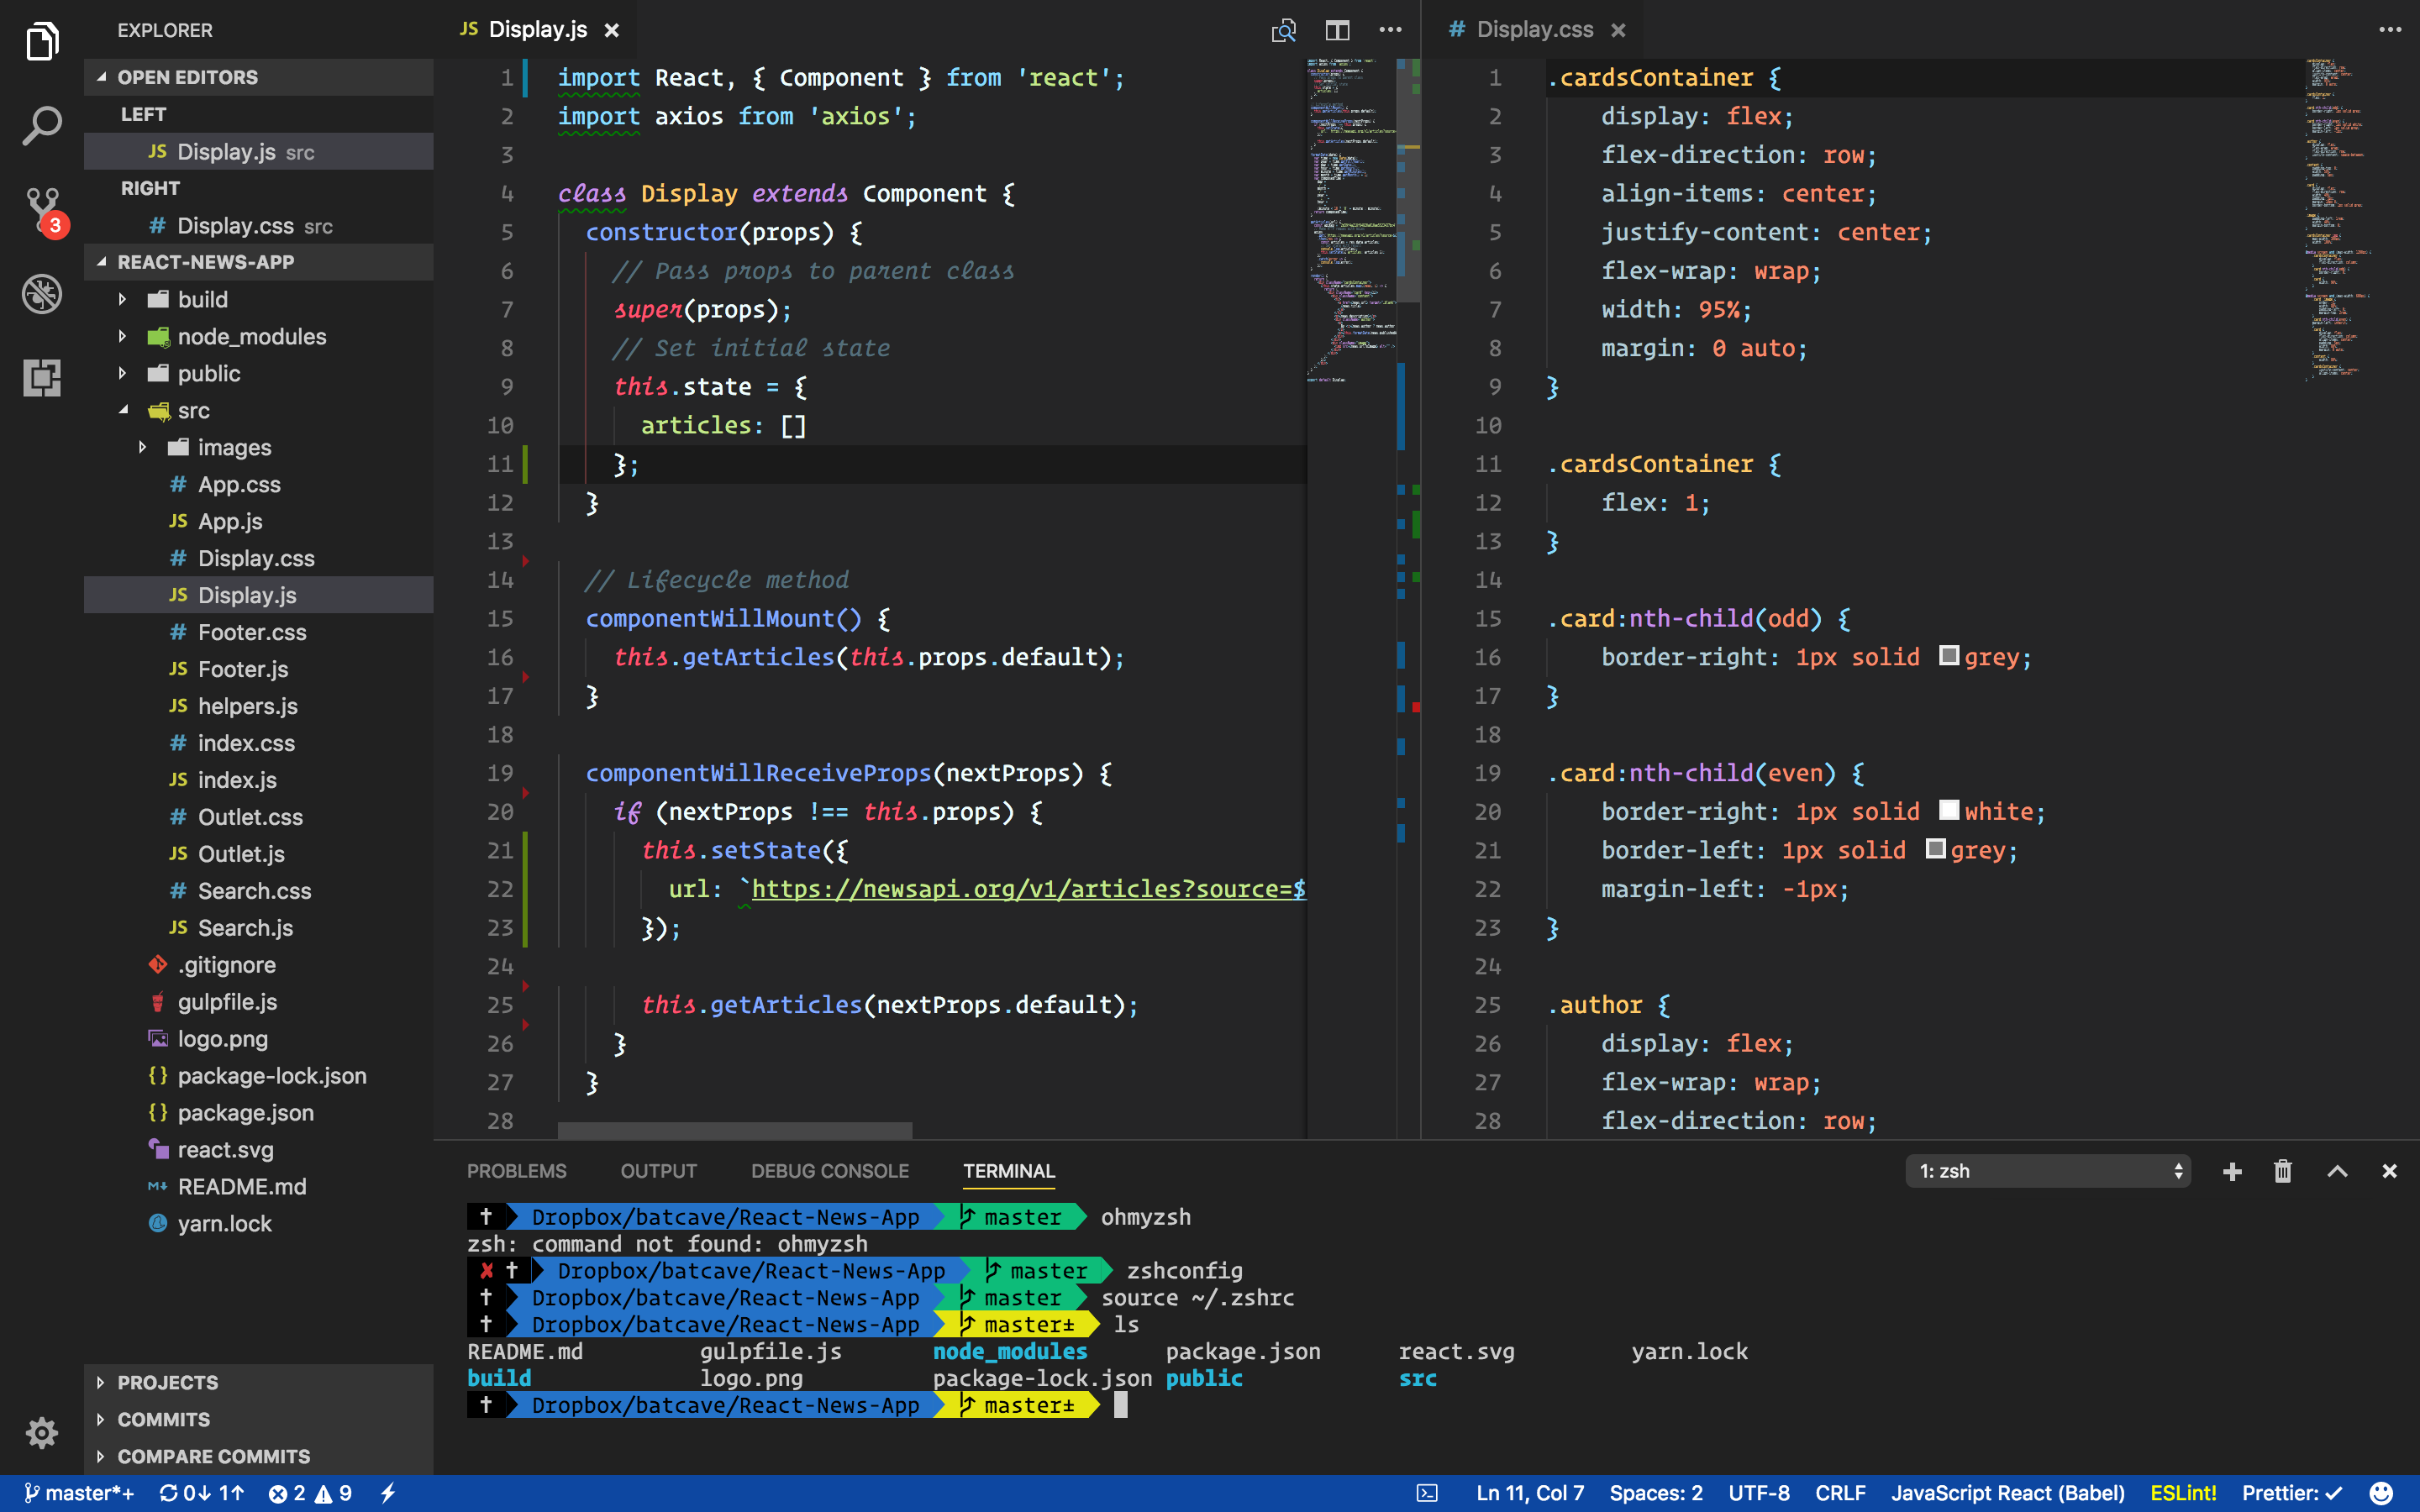 EXPLORER
OPEN EDITORS
LEFT
JS Display.js src
RIGHT
# Display.css src
REACT-NEWS-APP
build
node_modules
public
src
images
# App.css
JS App.js
# Display.css
JS Display.js
# Footer.css
JS Footer.js
JS helpers.js
# index.css
JS index.js
# Outlet.css
JS Outlet.js
# Search.css
JS Search.js
.gitignore
gulpfile.js
logo.png
{} package-lock.json
{} package.json
react.svg
M↓ README.md
yarn.lock
PROJECTS
COMMITS
COMPARE COMMITS
3
JS Display.js ×
1 import React, { Component } from 'react';
2 import axios from 'axios';
3
4 class Display extends Component {
5 constructor(props) {
6 // Pass props to parent class
7 super(props);
8 // Set initial state
9 this.state = {
10 articles: []
11 };
12 }
13
14 // Lifecycle method
15 componentWillMount() {
16 this.getArticles(this.props.default);
17 }
18
19 componentWillReceiveProps(nextProps) {
20 if (nextProps !== this.props) {
21 this.setState({
22 url: `https://newsapi.org/v1/articles?source=$
23 });
24
25 this.getArticles(nextProps.default);
26 }
27 }
28
# Display.css ×
1 .cardsContainer {
2 display: flex;
3 flex-direction: row;
4 align-items: center;
5 justify-content: center;
6 flex-wrap: wrap;
7 width: 95%;
8 margin: 0 auto;
9 }
10
11 .cardsContainer {
12 flex: 1;
13 }
14
15 .card:nth-child(odd) {
16 border-right: 1px solid grey;
17 }
18
19 .card:nth-child(even) {
20 border-right: 1px solid white;
21 border-left: 1px solid grey;
22 margin-left: -1px;
23 }
24
25 .author {
26 display: flex;
27 flex-wrap: wrap;
28 flex-direction: row;
PROBLEMS OUTPUT DEBUG CONSOLE TERMINAL 1: zsh
† Dropbox/batcave/React-News-App master ohmyzsh
zsh: command not found: ohmyzsh
✘ † Dropbox/batcave/React-News-App master zshconfig
† Dropbox/batcave/React-News-App master source ~/.zshrc
† Dropbox/batcave/React-News-App master± ls
README.md gulpfile.js node_modules package.json react.svg yarn.lock
build logo.png package-lock.json public src
† Dropbox/batcave/React-News-App master±
master*+ 0↓ 1↑ 2 9 Ln 11, Col 7 Spaces: 2 UTF-8 CRLF JavaScript React (Babel) ESLint! Prettier: ✓